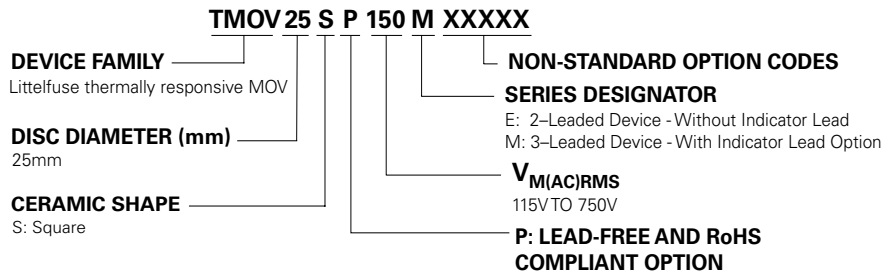 TMOV 25 S P 150 M XXXXX
DEVICE FAMILY
Littelfuse thermally responsive MOV
DISC DIAMETER (mm)
25mm
CERAMIC SHAPE
S: Square
NON-STANDARD OPTION CODES
SERIES DESIGNATOR
E: 2–Leaded Device - Without Indicator Lead
M: 3–Leaded Device - With Indicator Lead Option
VM(AC)RMS
115V TO 750V
P: LEAD-FREE AND RoHS
COMPLIANT OPTION